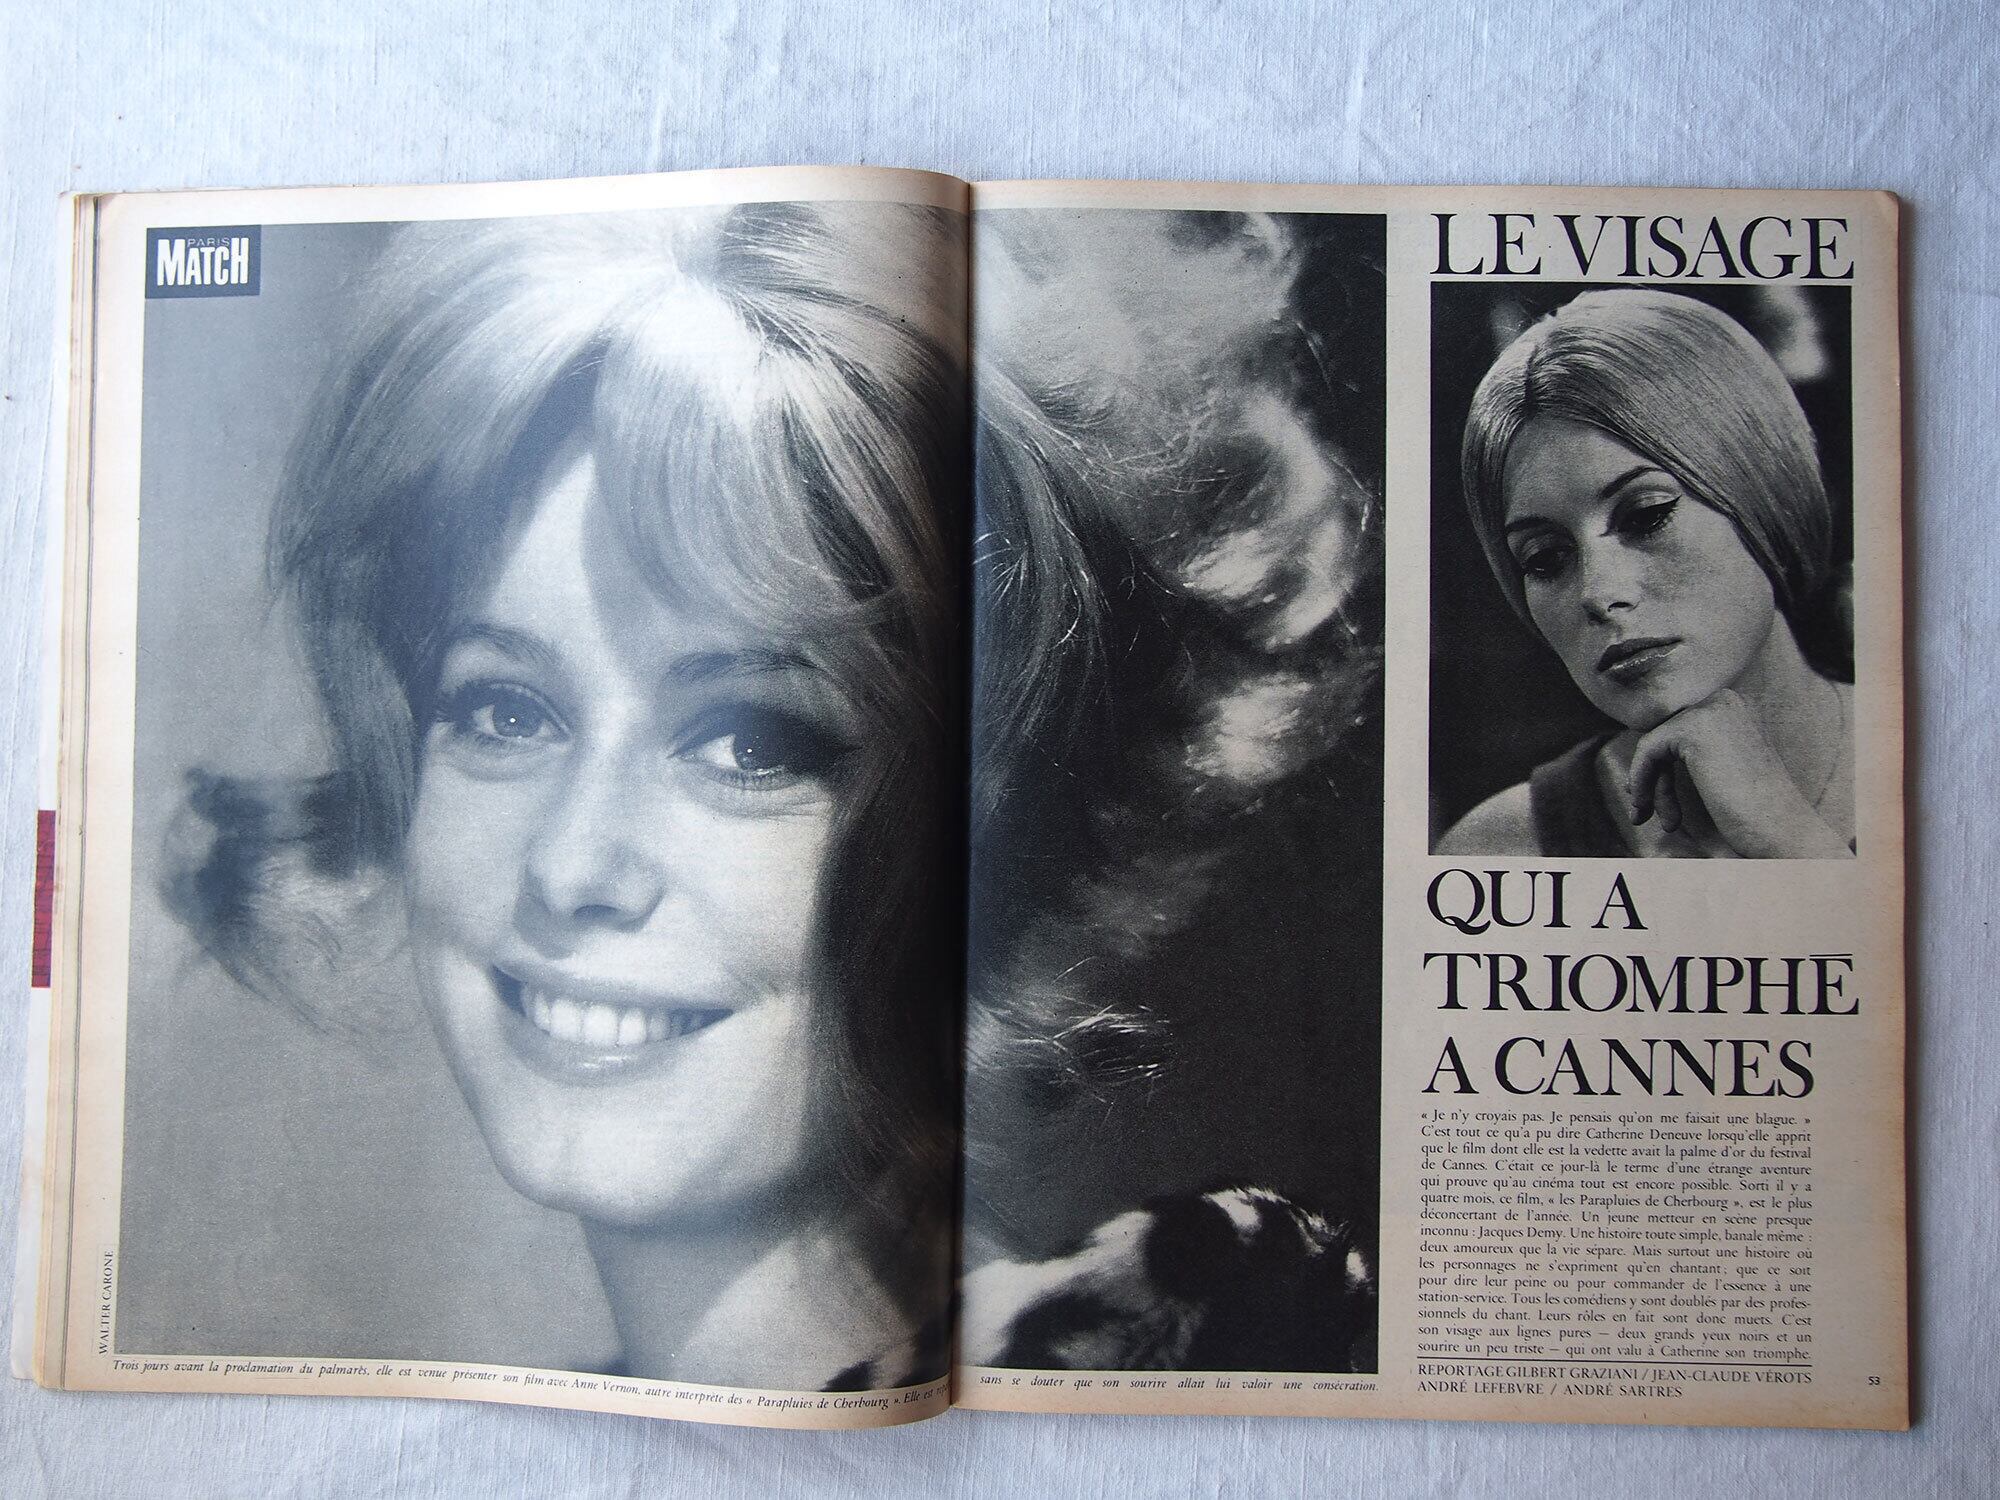 PARIS
MATCH
WALTER CARONE
Trois jours avant la proclamation du palmarès, elle est venue présenter son film avec Anne Vernon, autre interprète des « Parapluies de Cherbourg ». Elle est
sans se douter que son sourire allait lui valoir une consécration.
LE VISAGE
QUI A
TRIOMPHÉ
A CANNES
« Je n'y croyais pas. Je pensais qu'on me faisait une blague. »
C'est tout ce qu'a pu dire Catherine Deneuve lorsqu'elle apprit
que le film dont elle est la vedette avait la palme d'or du festival
de Cannes. C'était ce jour-là le terme d'une étrange aventure
qui prouve qu'au cinéma tout est encore possible. Sorti il y a
quatre mois, ce film, « les Parapluies de Cherbourg », est le plus
déconcertant de l'année. Un jeune metteur en scène presque
inconnu : Jacques Demy. Une histoire toute simple, banale même :
deux amoureux que la vie sépare. Mais surtout une histoire où
les personnages ne s'expriment qu'en chantant ; que ce soit
pour dire leur peine ou pour commander de l'essence à une
station-service. Tous les comédiens y sont doublés par des profes-
sionnels du chant. Leurs rôles en fait sont donc muets. C'est
son visage aux lignes pures — deux grands yeux noirs et un
sourire un peu triste — qui ont valu à Catherine son triomphe.
REPORTAGE GILBERT GRAZIANI / JEAN-CLAUDE VÉROTS
ANDRÉ LEFEBVRE / ANDRÉ SARTRES
53